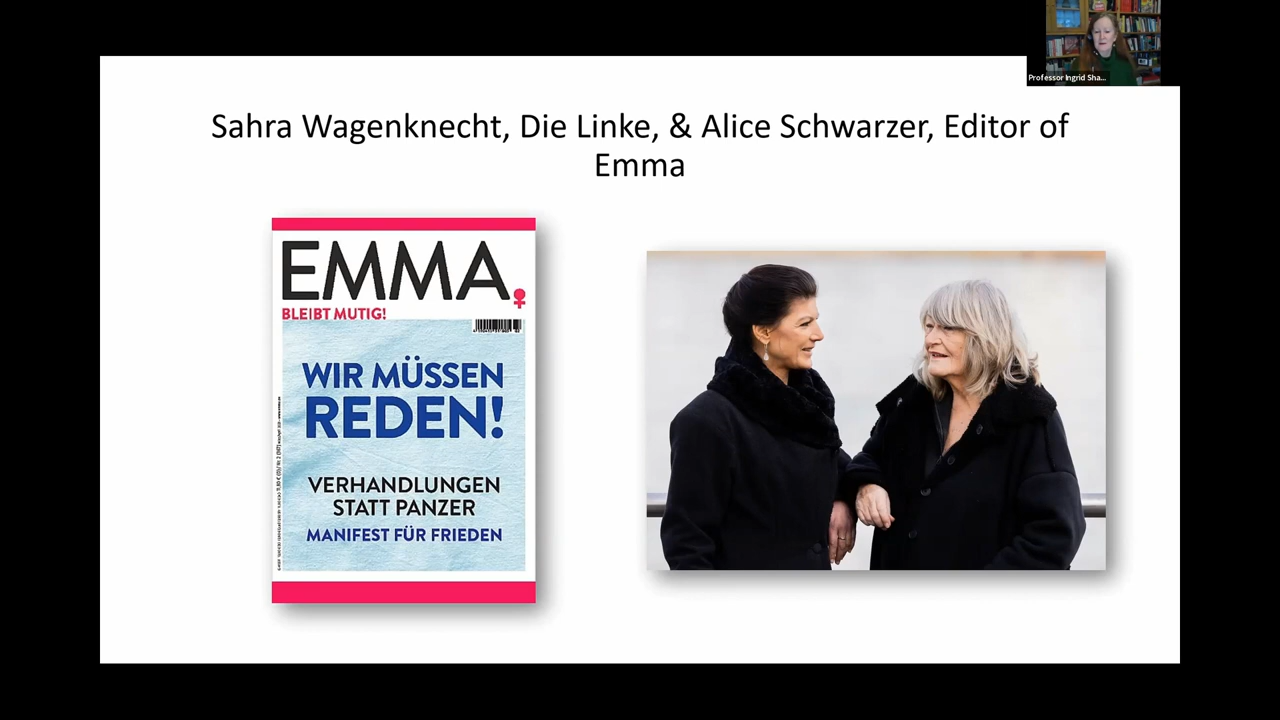 Professor Ingrid Sha...
Sahra Wagenknecht, Die Linke, & Alice Schwarzer, Editor of
Emma
EMMA.
BLEIBT MUTIG!
WIR MÜSSEN
REDEN!
VERHANDLUNGEN
STATT PANZER
MANIFEST FÜR FRIEDEN